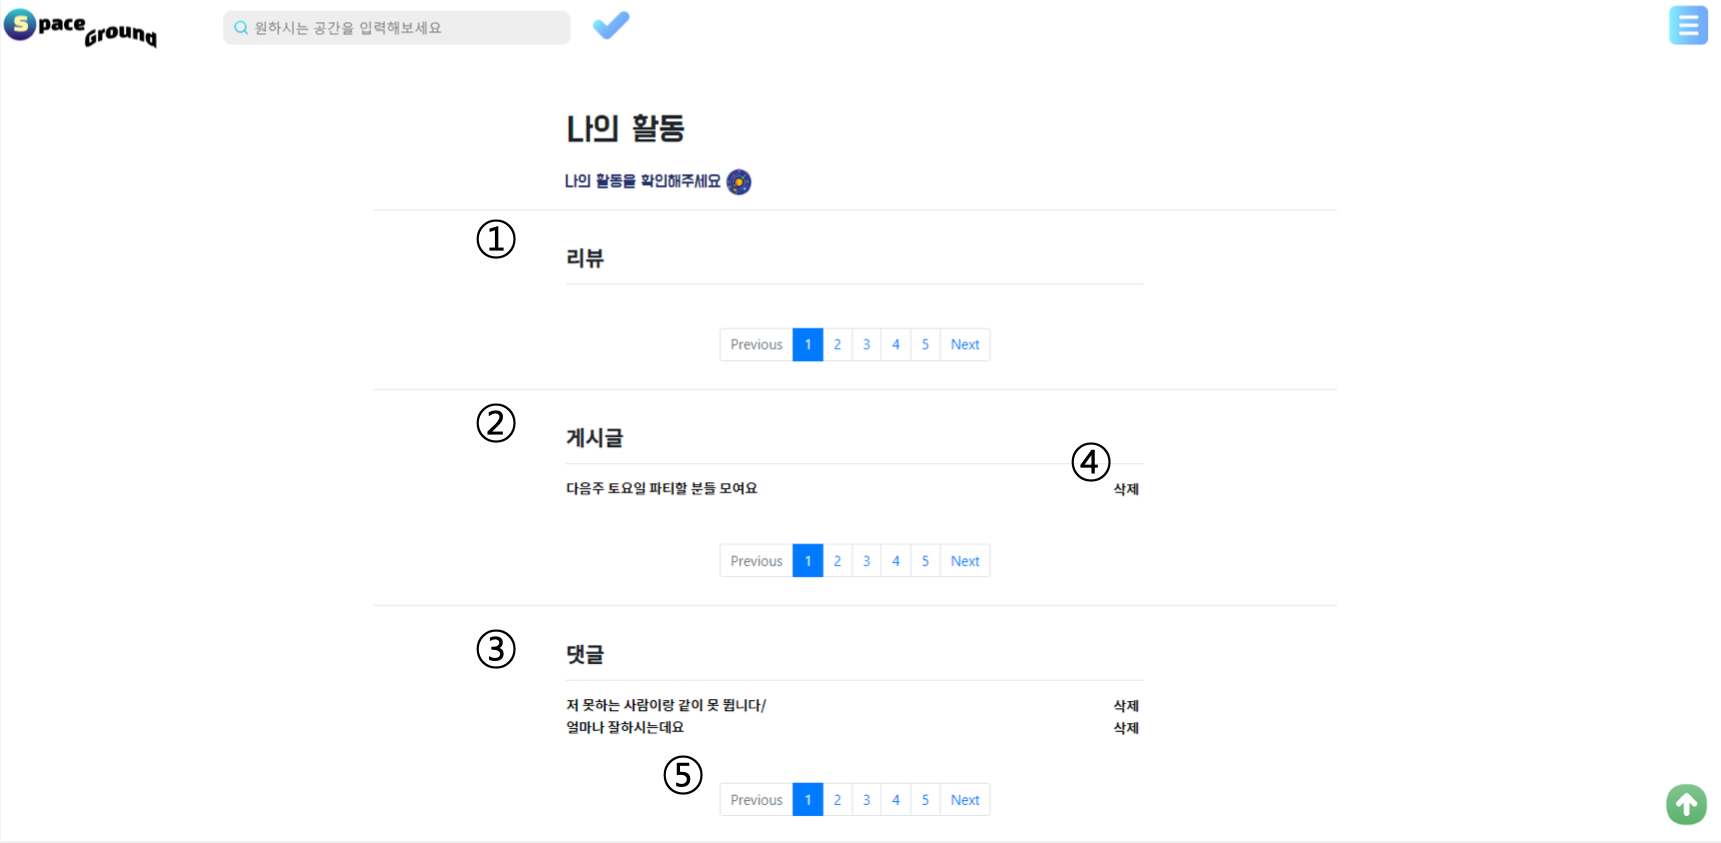 Space Ground
원하시는 공간을 입력해보세요
나의 활동
나의 활동을 확인해주세요
①
리뷰
Previous 1 2 3 4 5 Next
②
게시글
④
다음주 토요일 파티할 분들 모여요 삭제
Previous 1 2 3 4 5 Next
③
댓글
저 못하는 사람이랑 같이 못 뜁니다/ 삭제
얼마나 잘하시는데요 삭제
⑤
Previous 1 2 3 4 5 Next